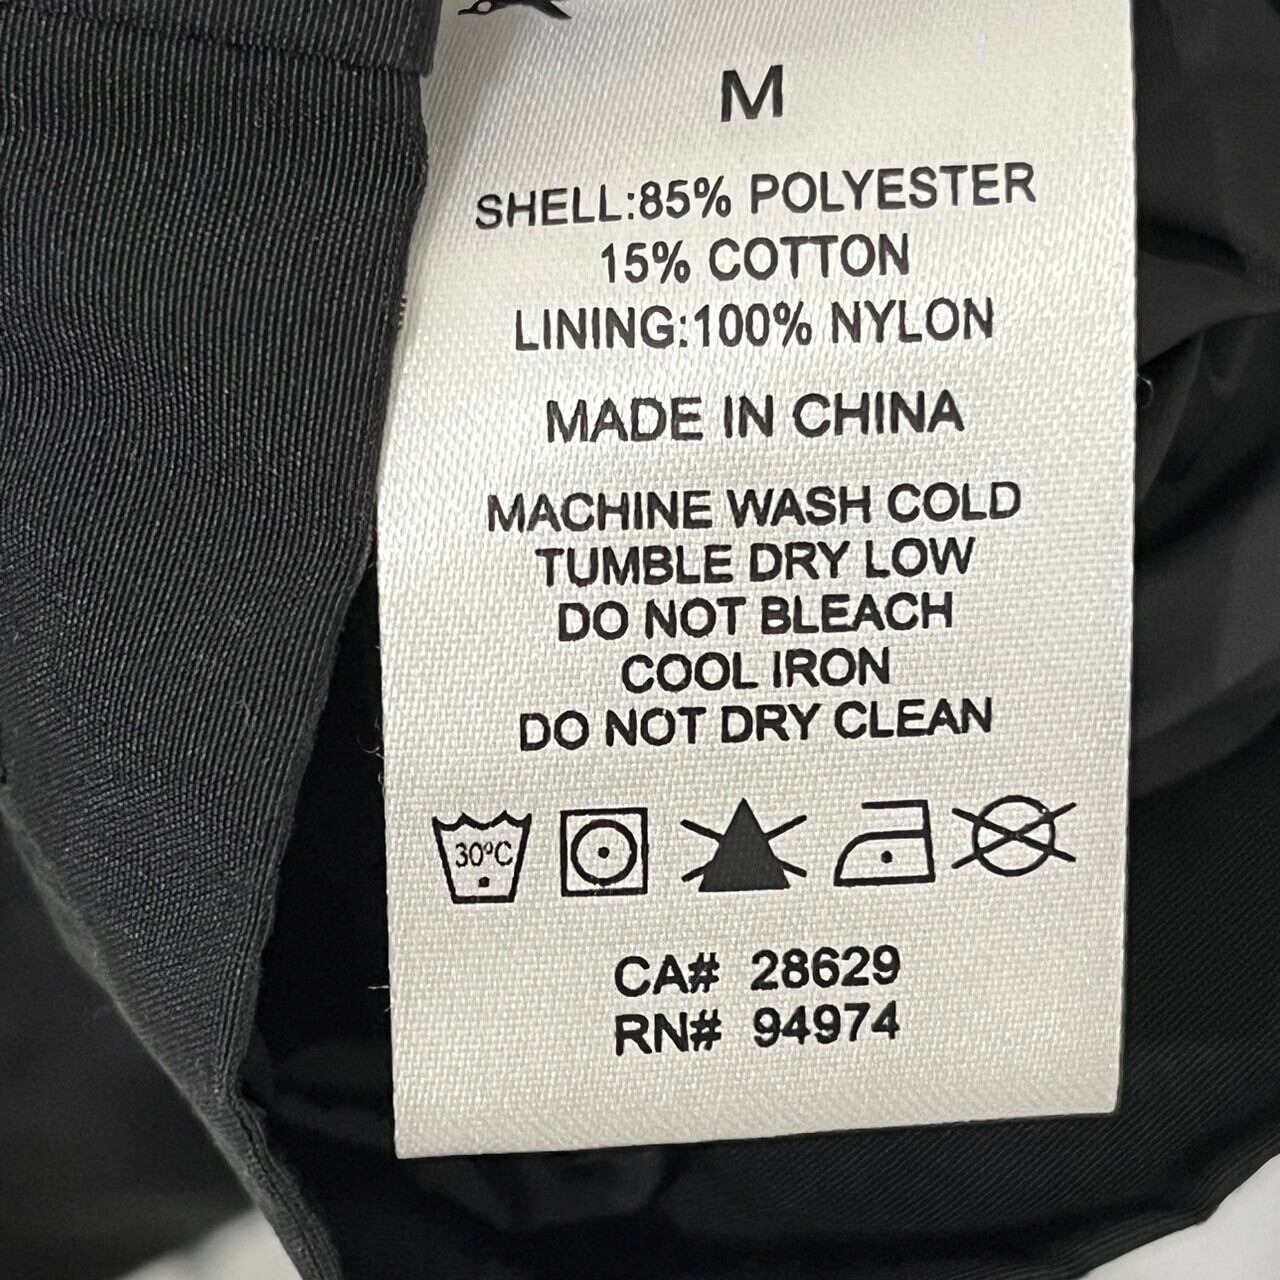 M
SHELL:85% POLYESTER
15% COTTON
LINING:100% NYLON
MADE IN CHINA
MACHINE WASH COLD
TUMBLE DRY LOW
DO NOT BLEACH
COOL IRON
DO NOT DRY CLEAN
30ºC
CA# 28629
RN# 94974